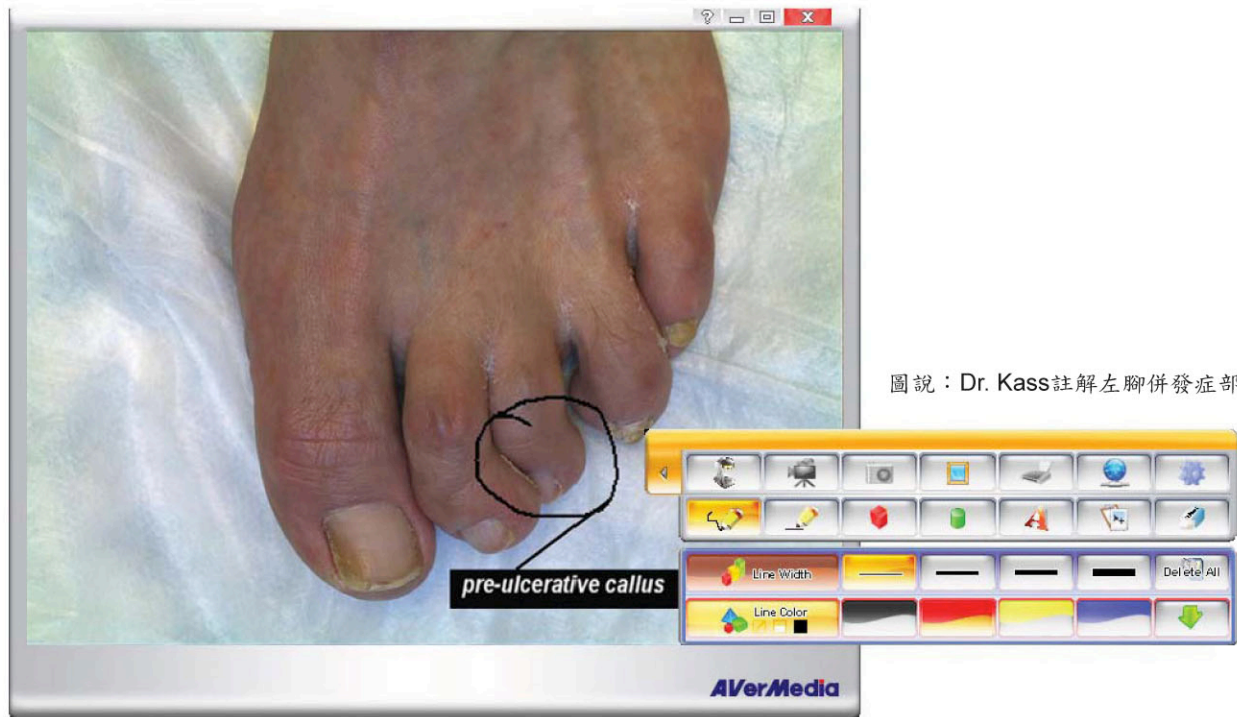 圖說：Dr. Kass註解左腳併發症部
pre-ulcerative callus
Line Width
Delete All
Line Color
AVerMedia